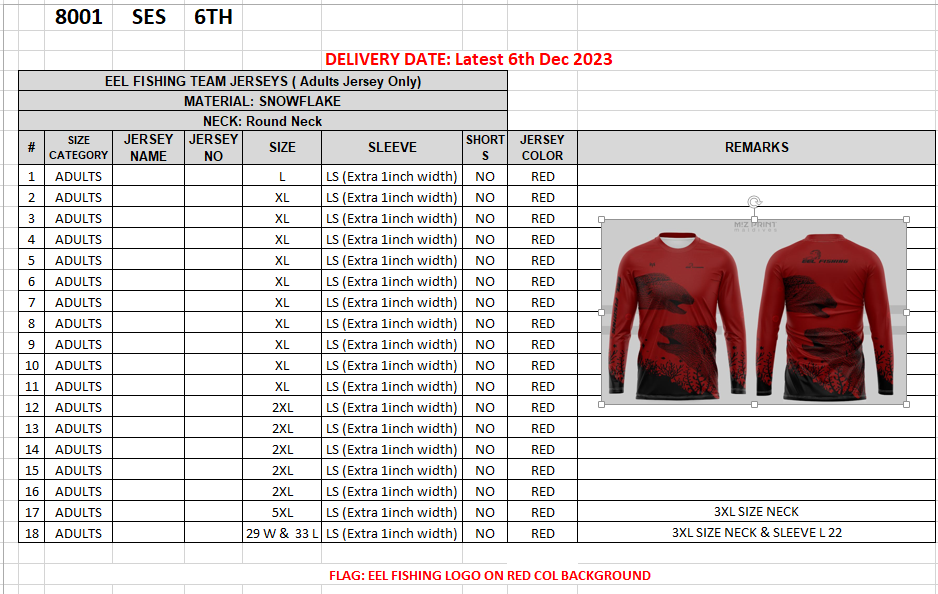 8001 SES 6TH
DELIVERY DATE: Latest 6th Dec 2023
EEL FISHING TEAM JERSEYS ( Adults Jersey Only)
MATERIAL: SNOWFLAKE
NECK: Round Neck
# SIZE CATEGORY JERSEY NAME JERSEY NO SIZE SLEEVE SHORTS JERSEY COLOR REMARKS
1 ADULTS L LS (Extra 1inch width) NO RED
2 ADULTS XL LS (Extra 1inch width) NO RED
3 ADULTS XL LS (Extra 1inch width) NO RED
4 ADULTS XL LS (Extra 1inch width) NO RED
5 ADULTS XL LS (Extra 1inch width) NO RED
6 ADULTS XL LS (Extra 1inch width) NO RED
7 ADULTS XL LS (Extra 1inch width) NO RED
8 ADULTS XL LS (Extra 1inch width) NO RED
9 ADULTS XL LS (Extra 1inch width) NO RED
10 ADULTS XL LS (Extra 1inch width) NO RED
11 ADULTS XL LS (Extra 1inch width) NO RED
12 ADULTS 2XL LS (Extra 1inch width) NO RED
13 ADULTS 2XL LS (Extra 1inch width) NO RED
14 ADULTS 2XL LS (Extra 1inch width) NO RED
15 ADULTS 2XL LS (Extra 1inch width) NO RED
16 ADULTS 2XL LS (Extra 1inch width) NO RED
17 ADULTS 5XL LS (Extra 1inch width) NO RED 3XL SIZE NECK
18 ADULTS 29 W & 33 L LS (Extra 1inch width) NO RED 3XL SIZE NECK & SLEEVE L 22
MIZ PRINT
MALDIVES
EEL FISHING
FLAG: EEL FISHING LOGO ON RED COL BACKGROUND